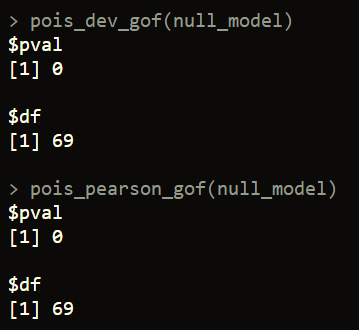 > pois_dev_gof(null_model)
$pval
[1] 0
$df
[1] 69
> pois_pearson_gof(null_model)
$pval
[1] 0
$df
[1] 69